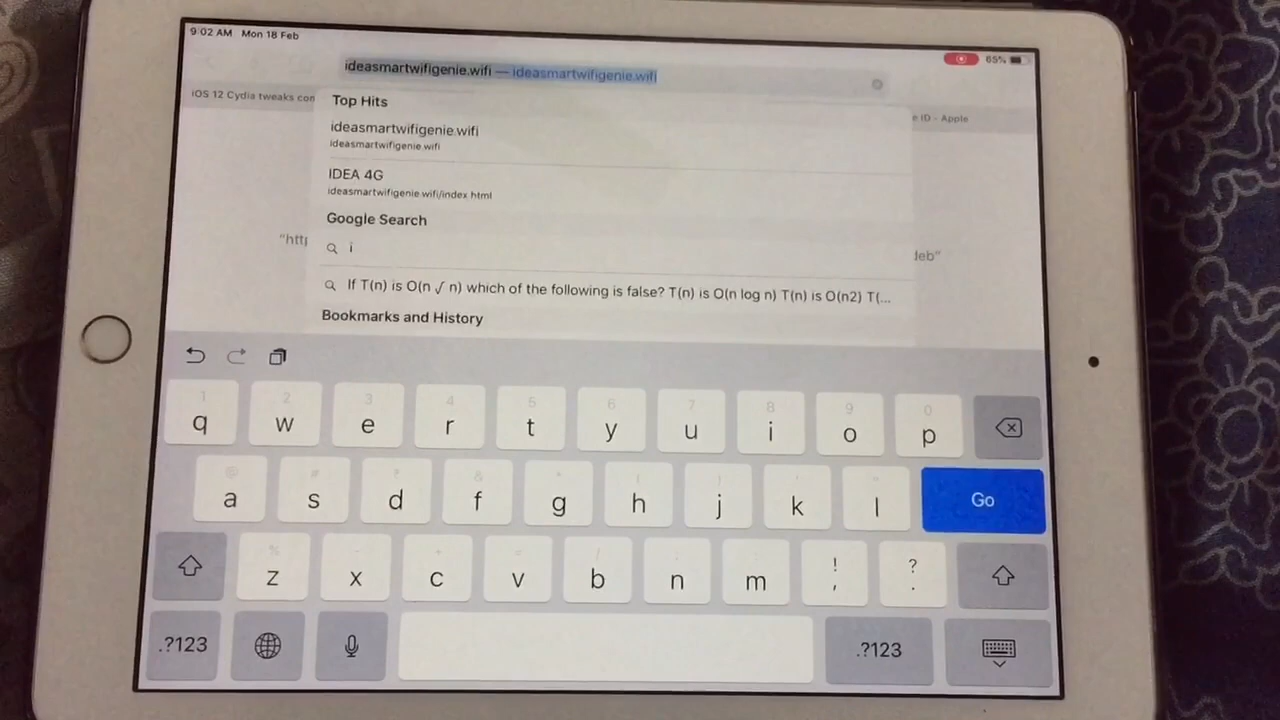 9:02 AM Mon 18 Feb
65%
ideasmartwifigenie.wifi — ideasmartwifigenie.wifi
iOS 12 Cydia tweaks con
e ID - Apple
Top Hits
ideasmartwifigenie.wifi
ideasmartwifigenie.wifi
IDEA 4G
ideasmartwifigenie.wifi/index.html
Google Search
"http
i
leb"
If T(n) is O(n √ n) which of the following is false? T(n) is O(n log n) T(n) is O(n2) T(...
Bookmarks and History
1 2 3 4 5 6 7 8 9 0
q w e r t y u i o p
a s d f g h j k l Go
z x c v b n m ! , ? .
.?123 .?123